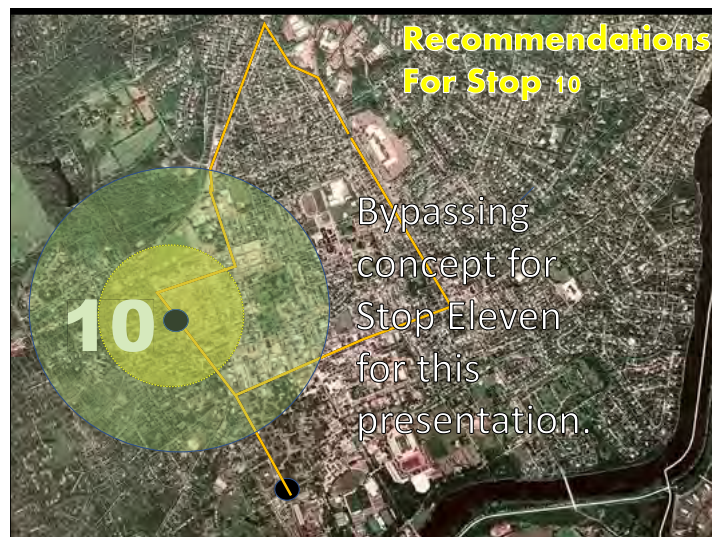 Recommendations
For Stop 10
Bypassing
concept for
Stop Eleven
for this
presentation.
10